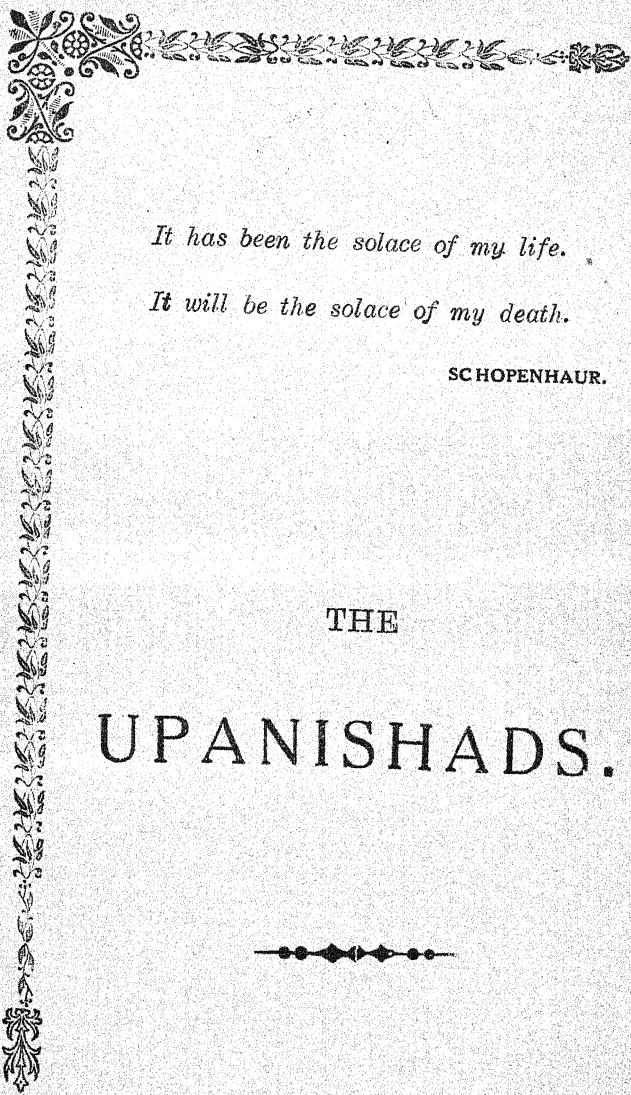 It has been the solace of my life.
It will be the solace of my death.
SCHOPENHAUR.
THE
UPANISHADS.